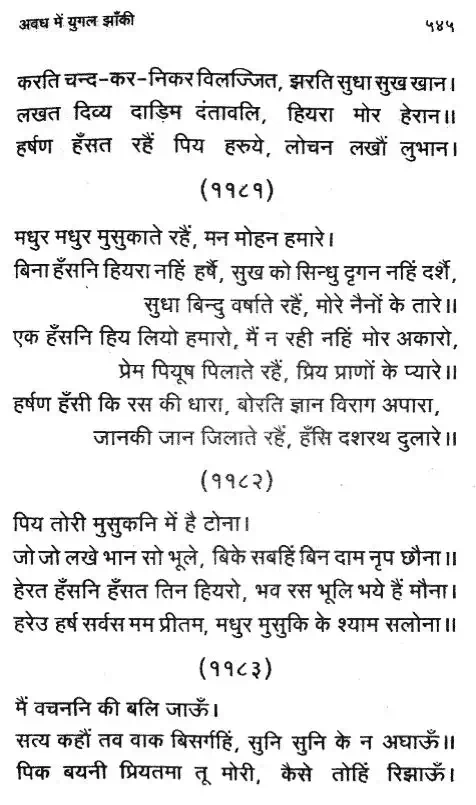 अवध में युगल झाँकी
५४५
करति चन्द-कर-निकर विलज्जित, झरति सुधा सुख खान।
लखत दिव्य दाड़िम दंतावलि, हियरा मोर हेरान॥
हर्षण हँसत रहैं पिय हरुये, लोचन लखौं लुभान।
(११८१)
मधुर मधुर मुसुकाते रहैं, मन मोहन हमारे।
बिना हँसनि हियरा नहिं हर्षै, सुख को सिन्धु दृगन नहिं दर्शै,
सुधा बिन्दु वर्षाते रहैं, मोरे नैनों के तारे॥
एक हँसनि हिय लियो हमारो, मैं न रही नहिं मोर अकारो,
प्रेम पियूष पिलाते रहैं, प्रिय प्राणों के प्यारे॥
हर्षण हँसी कि रस की धारा, बोरति ज्ञान विराग अपारा,
जानकी जान जिलाते रहैं, हँसि दशरथ दुलारे॥
(११८२)
पिय तोरी मुसुकनि में है टोना।
जो जो लखे भान सो भूले, बिके सबहिं बिन दाम नृप छौना॥
हेरत हँसनि हँसत तिन हियरो, भव रस भूलि भये हैं मौना।
हरेउ हर्ष सर्वस मम प्रीतम, मधुर मुसुकि के श्याम सलोना॥
(११८३)
मैं वचननि की बलि जाऊँ।
सत्य कहौं तव वाक बिसर्गहिं, सुनि सुनि के न अघाऊँ॥
पिक बयनी प्रियतमा तू मोरी, कैसे तोहिं रिझाऊँ।